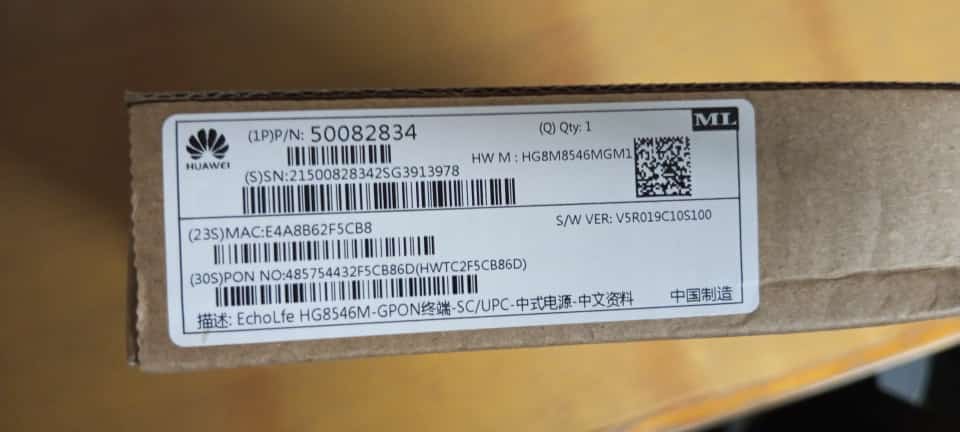 HUAWEI
(1P)P/N: 50082834
(Q) Qty: 1
ML
HW M : HG8M8546MGM1
(S)SN:21500828342SG3913978
(23S)MAC:E4A8B62F5CB8
S/W VER: V5R019C10S100
(30S)PON NO:485754432F5CB86D(HWTC2F5CB86D)
描述: EchoLfe HG8546M-GPON终端-SC/UPC-中式电源-中文资料
中国制造